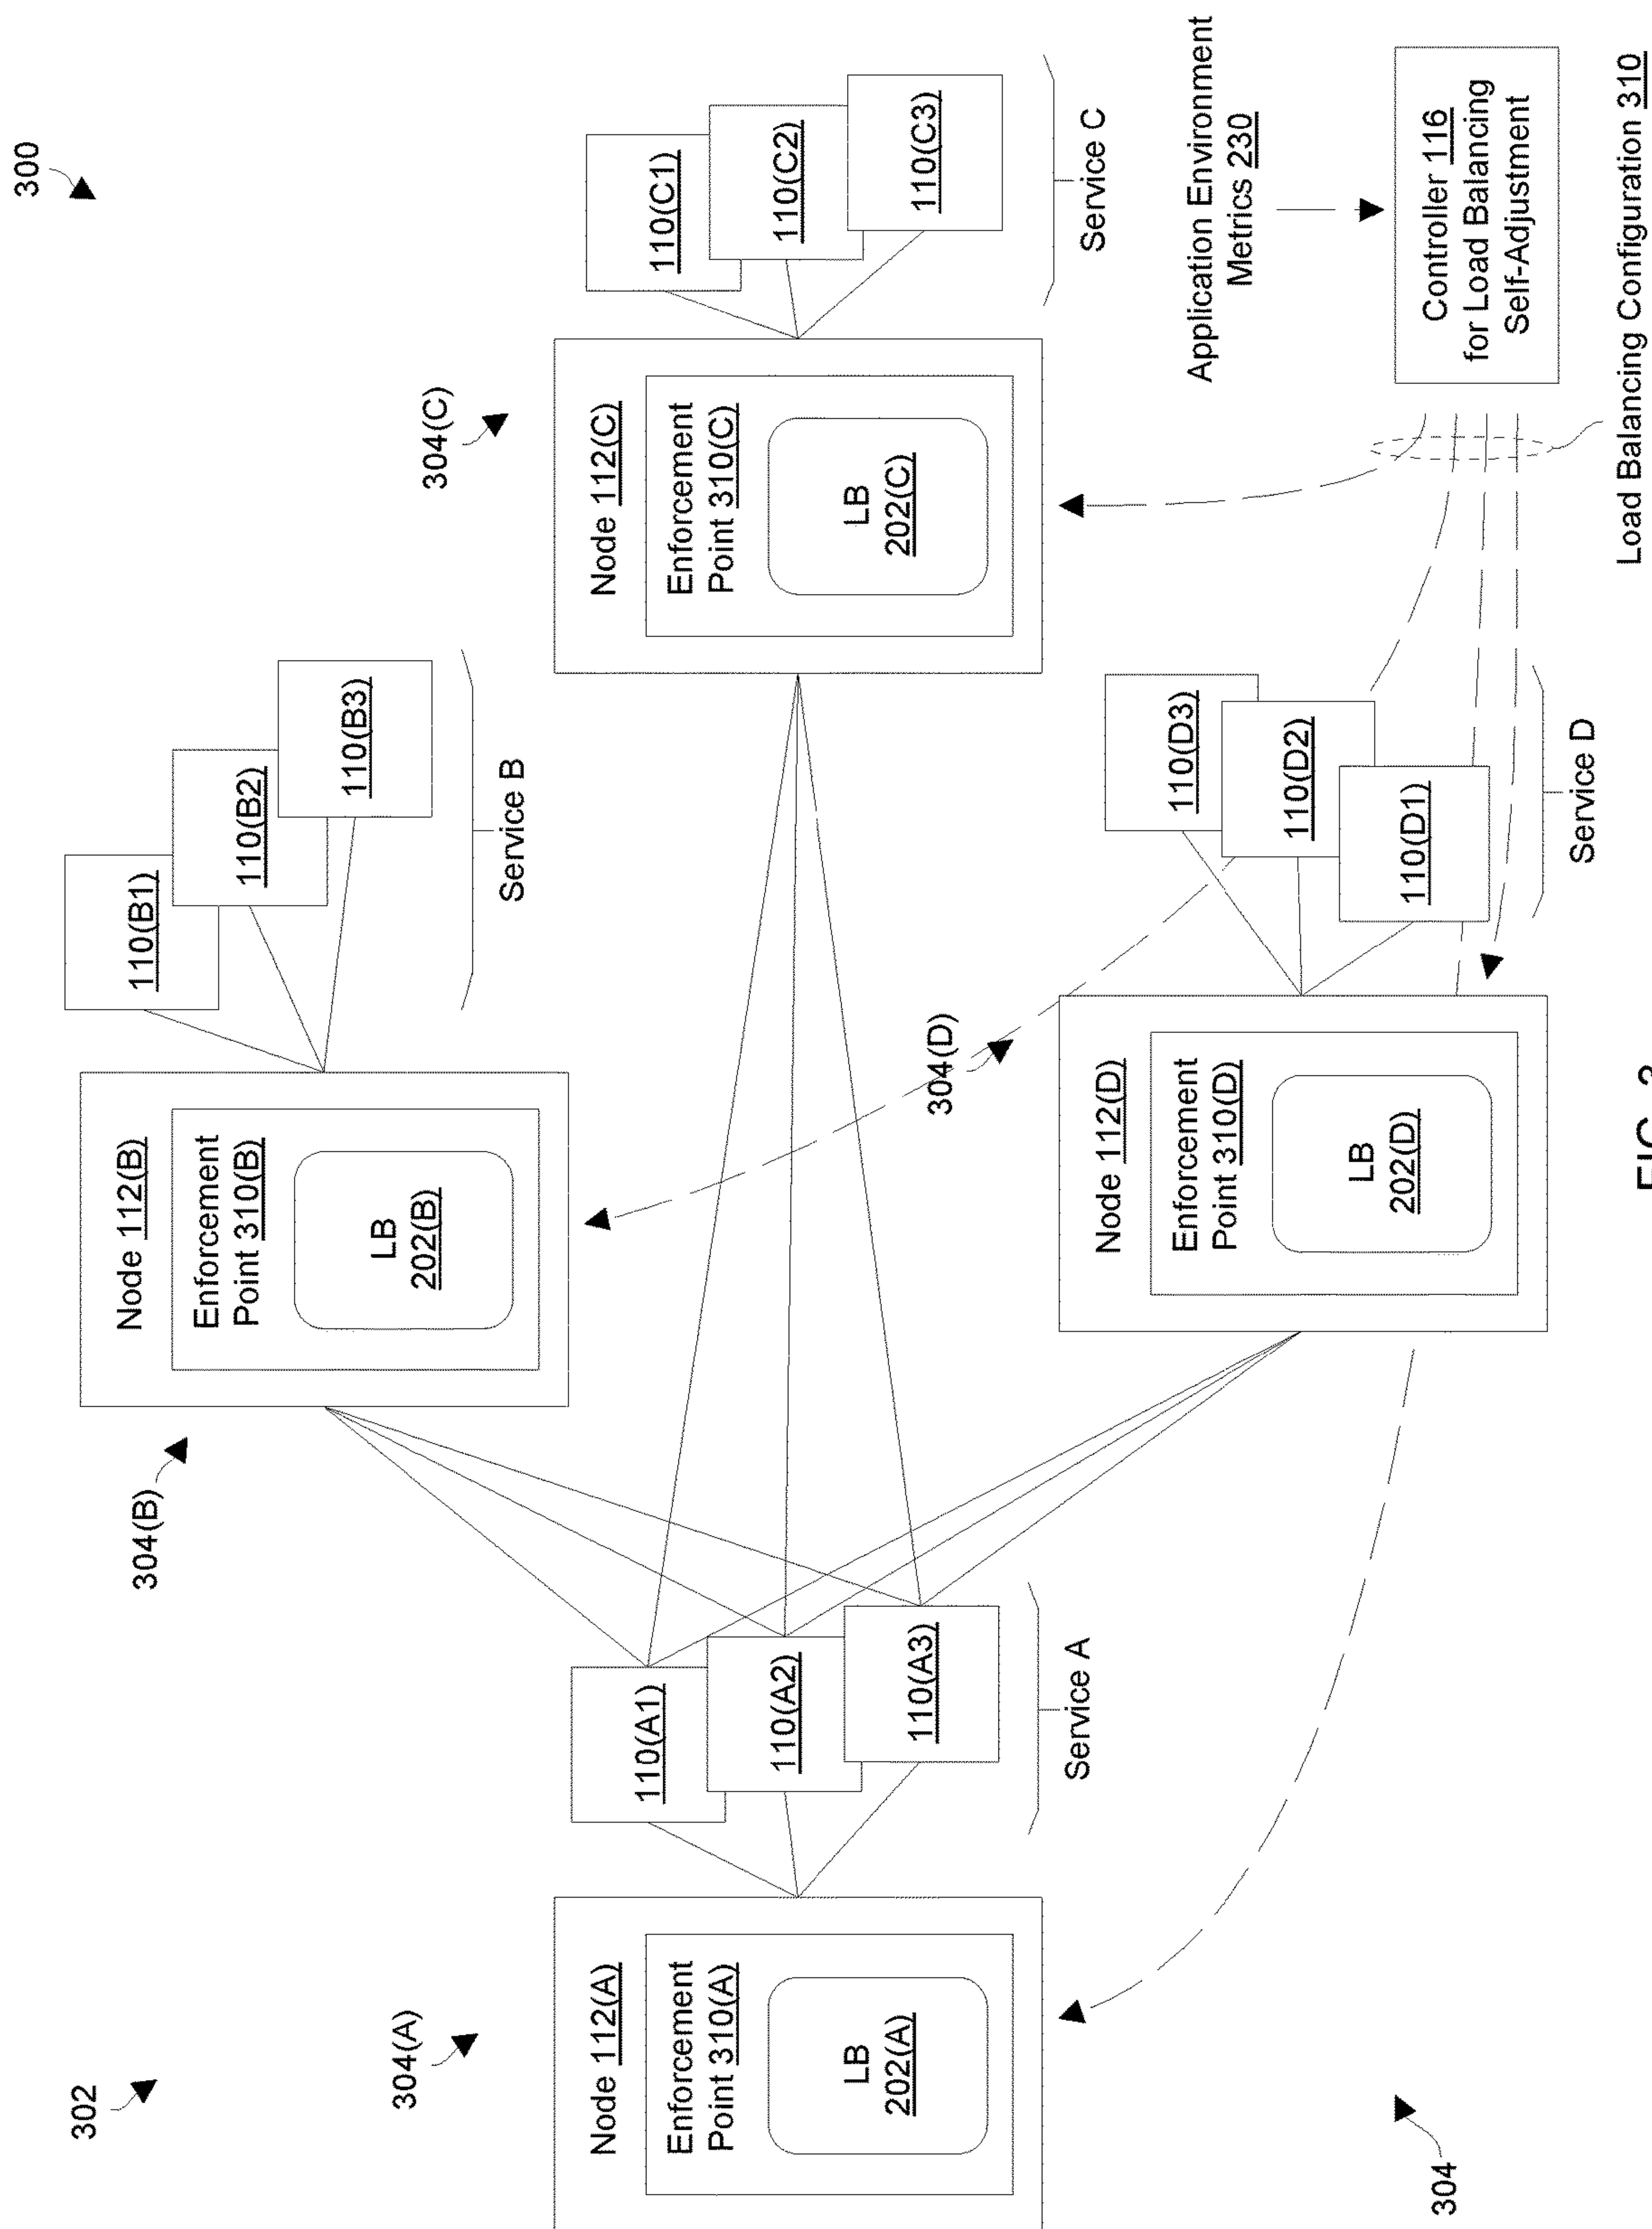 302
300
110(B1)
304(B)
Node 112(B)
Enforcement
Point 310(B)
LB
202(B)
110(B2)
110(B3)
Service B
304(A)
Node 112(A)
Enforcement
Point 310(A)
LB
202(A)
110(A1)
110(A2)
110(A3)
Service A
304(C)
Node 112(C)
Enforcement
Point 310(C)
LB
202(C)
110(C1)
110(C2)
110(C3)
Service C
304(D)
Node 112(D)
Enforcement
Point 310(D)
LB
202(D)
110(D3)
110(D2)
110(D1)
Service D
Application Environment
Metrics 230
Controller 116
for Load Balancing
Self-Adjustment
Load Balancing Configuration 310
304
FIG. 3